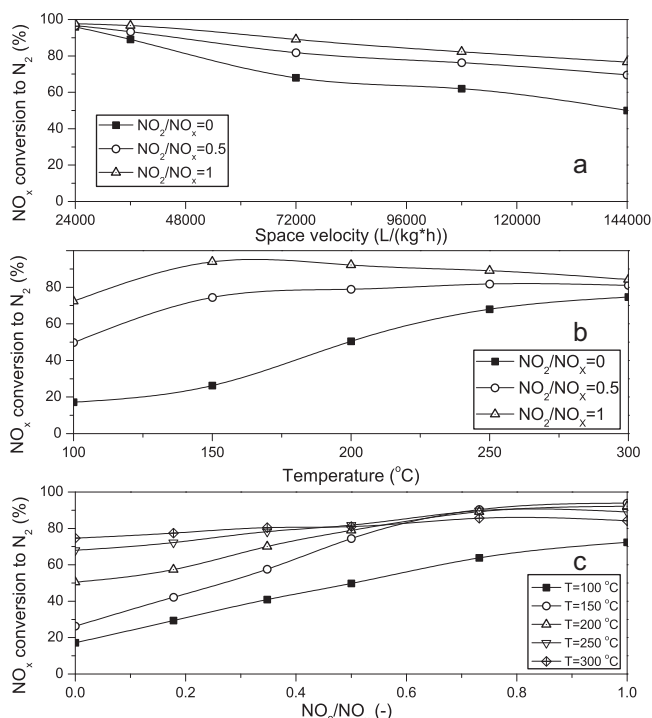 100
80
60
40
20
0
NOx conversion to N2 (%)
NO2/NOx=0
NO2/NOx=0.5
NO2/NOx=1
a
24000 48000 72000 96000 120000 144000
Space velocity (L/(kg*h))
80
60
40
20
0
NOx conversion to N2 (%)
b
NO2/NOX=0
NO2/NOX=0.5
NO2/NOX=1
100 150 200 250 300
Temperature (°C)
100
80
60
40
20
0
NOx conversion to N2 (%)
c
T=100 °C
T=150 °C
T=200 °C
T=250 °C
T=300 °C
0.0 0.2 0.4 0.6 0.8 1.0
NO2/NO (-)